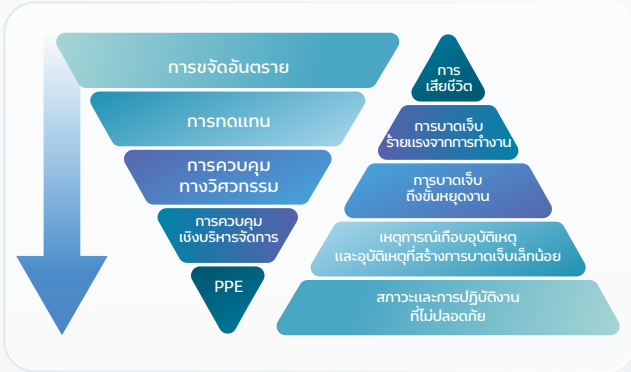 การขจัดอันตราย
การทดแทน
การควบคุม
ทางวิศวกรรม
การควบคุม
เชิงบริหารจัดการ
PPE
การ
เสียชีวิต
การบาดเจ็บ
ร้ายแรงจากการทำงาน
การบาดเจ็บ
ถึงขั้นหยุดงาน
เหตุการณ์เกือบอุบัติเหตุ
และอุบัติเหตุที่สร้างการบาดเจ็บเล็กน้อย
สภาวะและการปฏิบัติงาน
ที่ไม่ปลอดภัย